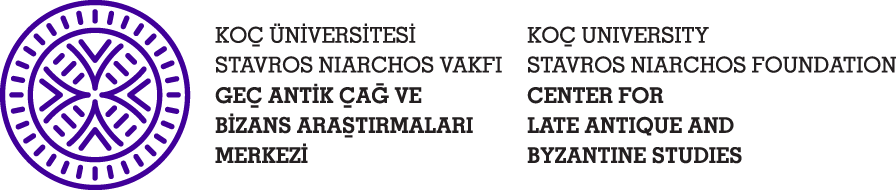 KOÇ ÜNİVERSİTESİ
STAVROS NIARCHOS VAKFI
GEÇ ANTİK ÇAĞ VE
BİZANS ARAŞTIRMALARI
MERKEZİ
KOÇ UNIVERSITY
STAVROS NIARCHOS FOUNDATION
CENTER FOR
LATE ANTIQUE AND
BYZANTINE STUDIES